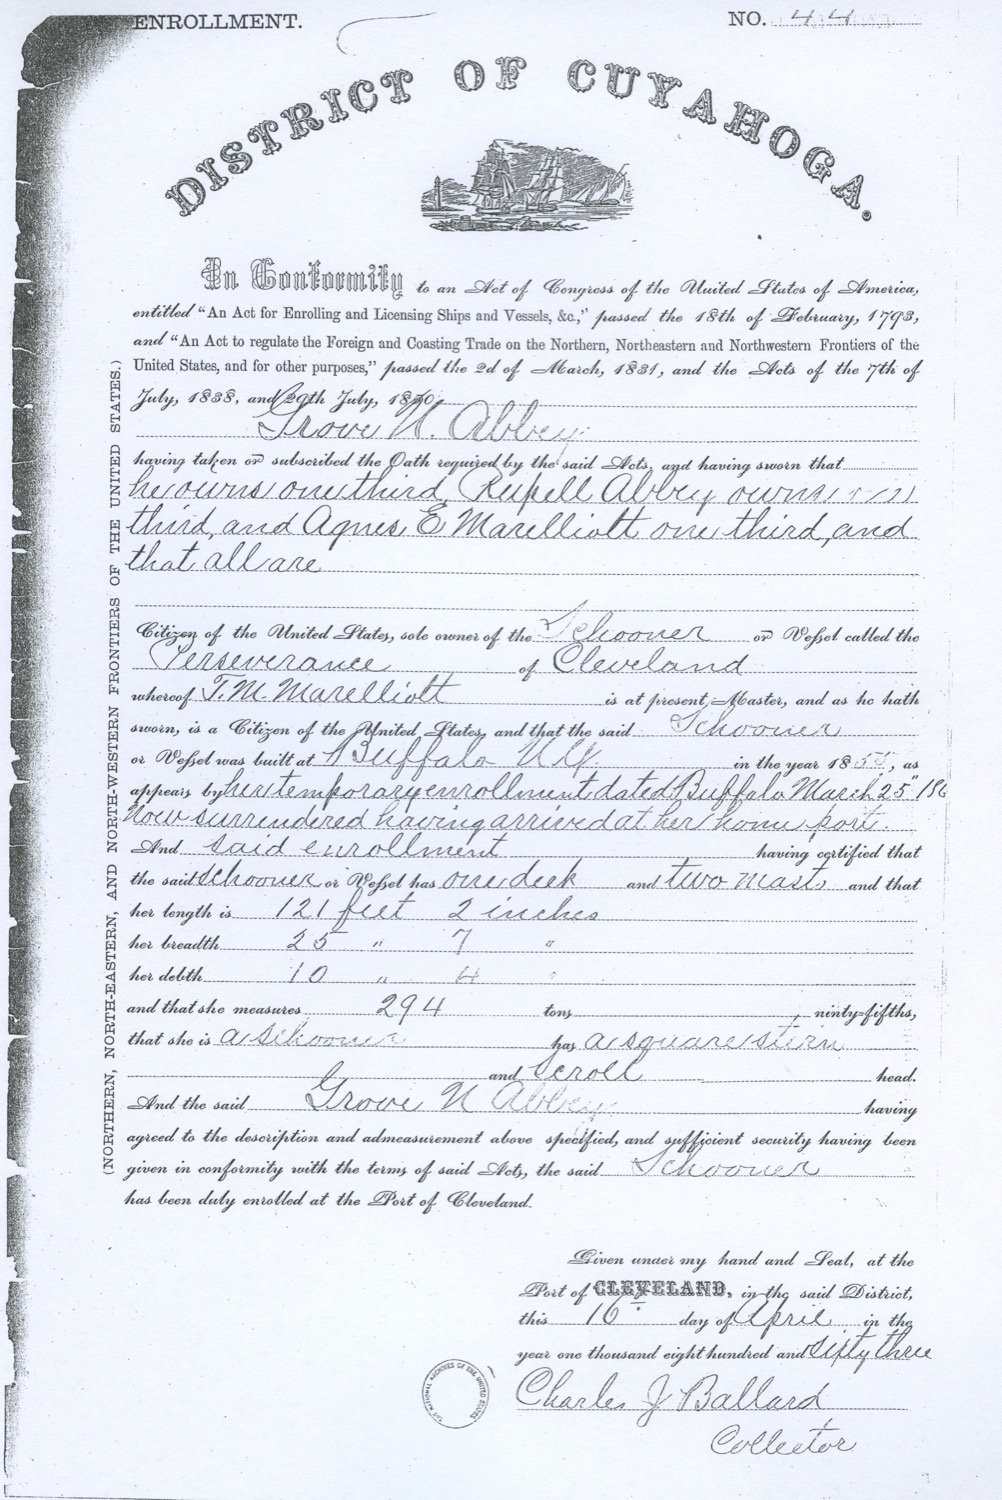 ENROLLMENT.
NO. 44
DISTRICT OF CUYAHOGA.
In Conformity to an Act of Congress of the United States of America,
entitled "An Act for Enrolling and Licensing Ships and Vessels, &c.," passed the 18th of February, 1793,
and "An Act to regulate the Foreign and Coasting Trade on the Northern, Northeastern and Northwestern Frontiers of the
United States, and for other purposes," passed the 2d of March, 1831, and the Acts of the 7th of
July, 1838, and 29th July, 1850,
Grove N. Abbey
having taken or subscribed the Oath required by the said Acts, and having sworn that
he owns one third, Russell Abbey owns
third, and Agnes E Marelliott one third, and
that all are
Citizen of the United States, sole owner of the Schooner or Vessel called the
Perseverance of Cleveland
whereof T. M. Marelliott is at present Master, and as he hath
sworn, is a Citizen of the United States, and that the said Schooner
or Vessel was built at Buffalo N.Y. in the year 1855, as
appears by her temporary enrollment dated Buffalo March 25"
Now surrendered having arrived at her home port.
And said enrollment having certified that
the said Schooner or Vessel has one deck and two masts and that
her length is 121 feet 2 inches
her breadth 25 " 7 "
her debth 10 " 4 "
and that she measures 294 tons ninty-fifths,
that she is a schooner has a square stern
and scroll head.
And the said Grove N Abbey having
agreed to the description and admeasurement above specified, and sufficient security having been
given in conformity with the terms of said Acts, the said Schooner
has been duly enrolled at the Port of Cleveland.
Given under my hand and Seal, at the
Port of CLEVELAND, in the said District,
this 16" day of April in the
year one thousand eight hundred and sixty three
Charles J Ballard
Collector
(NORTHERN, NORTH-EASTERN, AND NORTH-WESTERN FRONTIERS OF THE UNITED STATES.)
THE NATIONAL ARCHIVES OF THE UNITED STATES